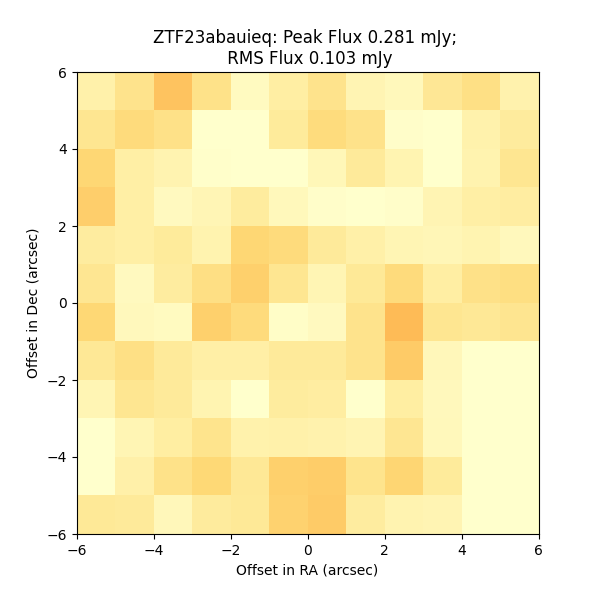 ZTF23abauieq: Peak Flux 0.281 mJy;
RMS Flux 0.103 mJy
6
4
2
0
−2
−4
−6
Offset in Dec (arcsec)
−6 −4 −2 0 2 4 6
Offset in RA (arcsec)